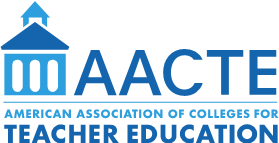 AACTE
AMERICAN ASSOCIATION OF COLLEGES FOR
TEACHER EDUCATION